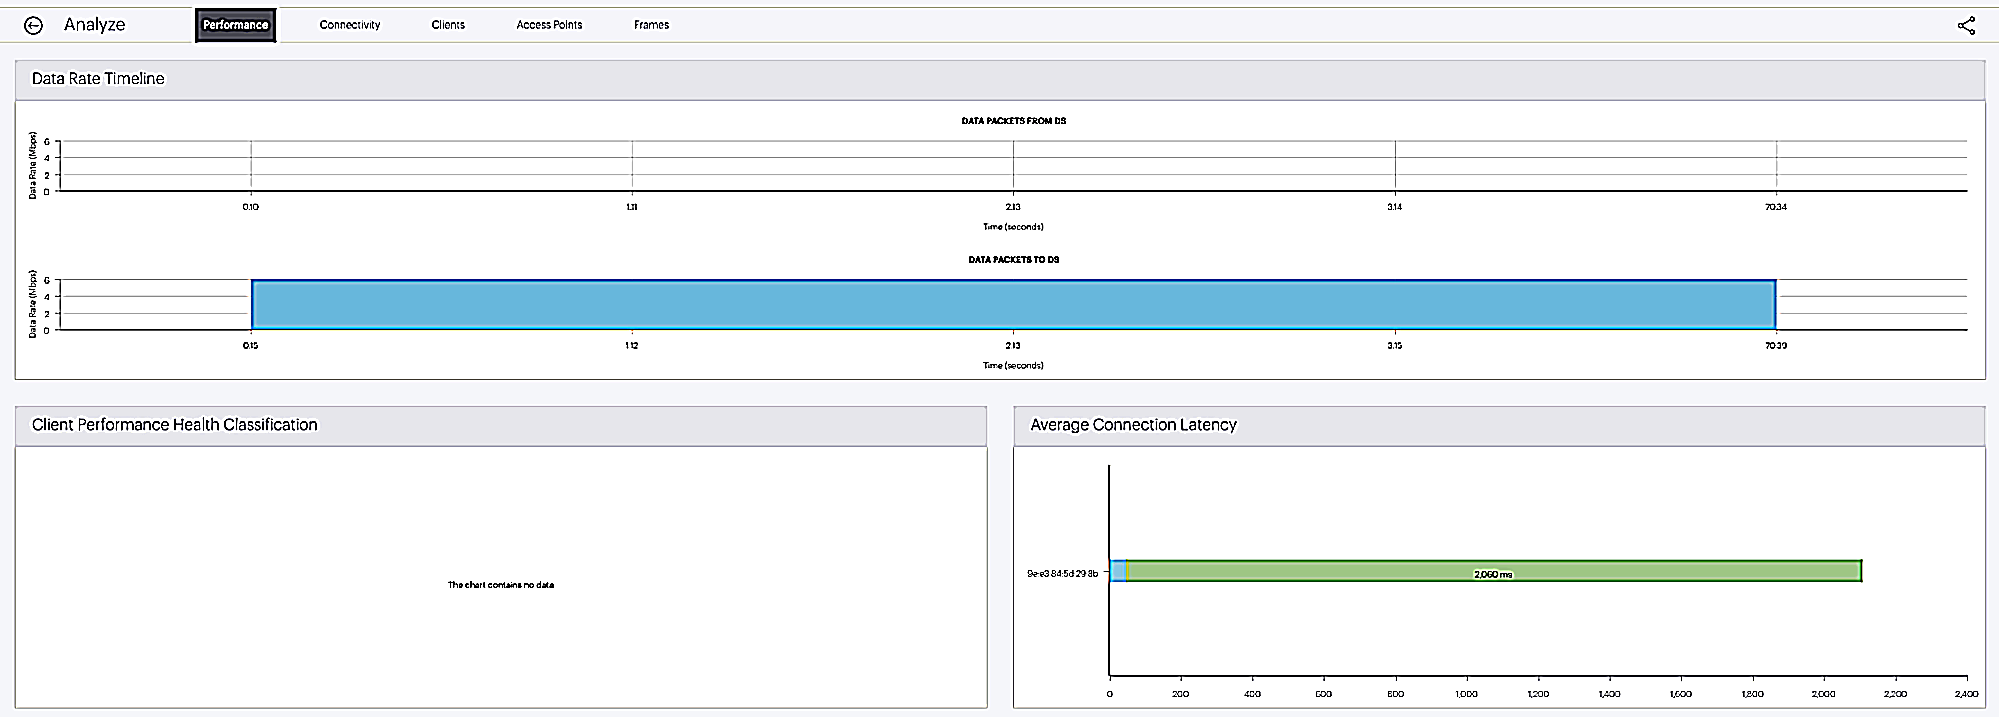 Analyze Performance Connectivity Clients Access Points Frames
Data Rate Timeline
DATA PACKETS FROM DS
Data Rate (Mbps)
6
4
2
0
0.10 1.11 2.13 3.14 70.34
Time (seconds)
DATA PACKETS TO DS
Data Rate (Mbps)
6
4
2
0
0.15 1.12 2.13 3.15 70.39
Time (seconds)
Client Performance Health Classification
The chart contains no data
Average Connection Latency
9e:e3:84:5d:29:8b
2,060 ms
0 200 400 600 800 1,000 1,200 1,400 1,600 1,800 2,000 2,200 2,400